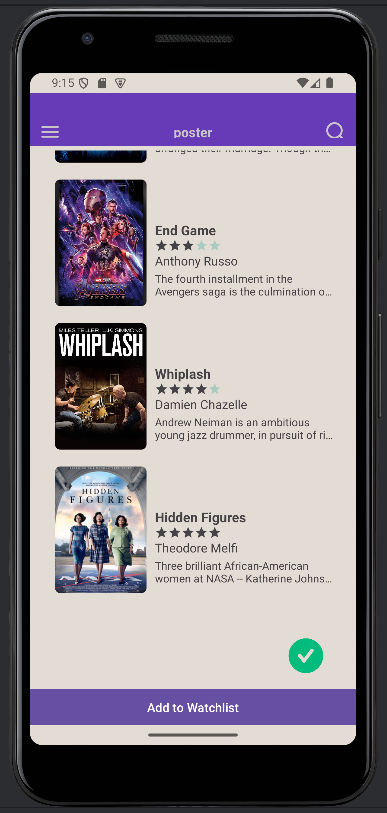 9:15
poster
arranged their marriage. Though th...
End Game
Anthony Russo
The fourth installment in the
Avengers saga is the culmination o...
MILES TELLER J.K. SIMMONS
WHIPLASH
Whiplash
Damien Chazelle
Andrew Neiman is an ambitious
young jazz drummer, in pursuit of ri...
HIDDEN
FIGURES
Hidden Figures
Theodore Melfi
Three brilliant African-American
women at NASA -- Katherine Johns...
Add to Watchlist